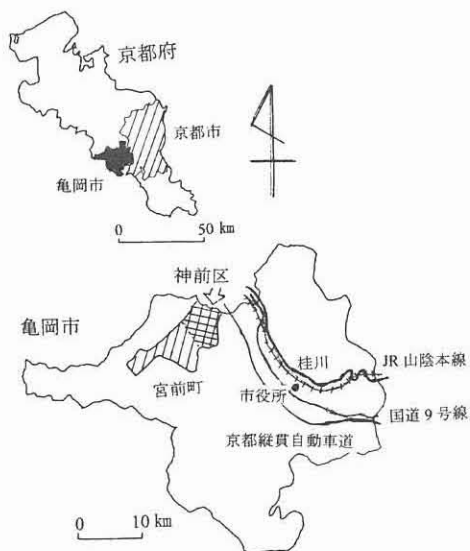 京都府
京都市
亀岡市
0 50 km
神前区
亀岡市
桂川
JR山陰本線
宮前町
市役所
国道9号線
京都縦貫自動車道
0 10 km